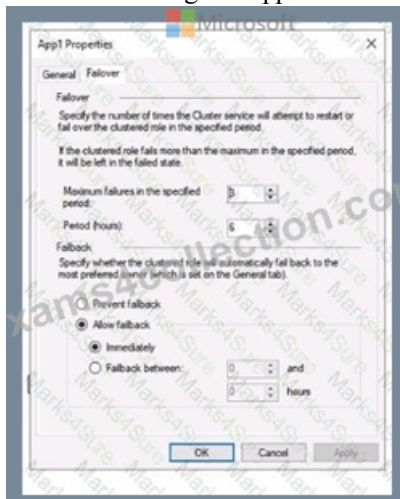 Microsoft
App1 Properties
General Failover
Failover
Specify the number of times the Cluster service will attempt to restart or
fail over the clustered role in the specified period.
If the clustered role fails more than the maximum in the specified period,
it will be left in the failed state.
Maximum failures in the specified
period:
3
Period (hours):
6
Failback
Specify whether the clustered role will automatically fail back to the
most preferred owner (which is set on the General tab).
Prevent failback
Allow failback
Immediately
Failback between:
0 and
0 hours
OK Cancel Apply
Marks4Sure